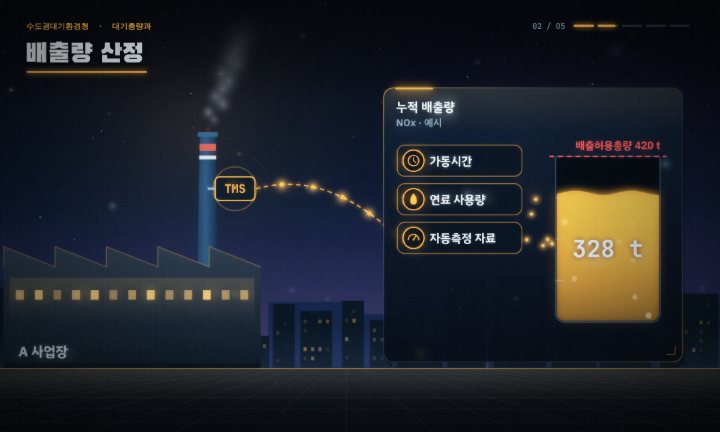 수도권대기환경청 · 대기총량과
배출량 산정
02 / 05
누적 배출량
NOx · 예시
가동시간
연료 사용량
자동측정 자료
배출허용총량 420 t
328 t
TMS
A 사업장